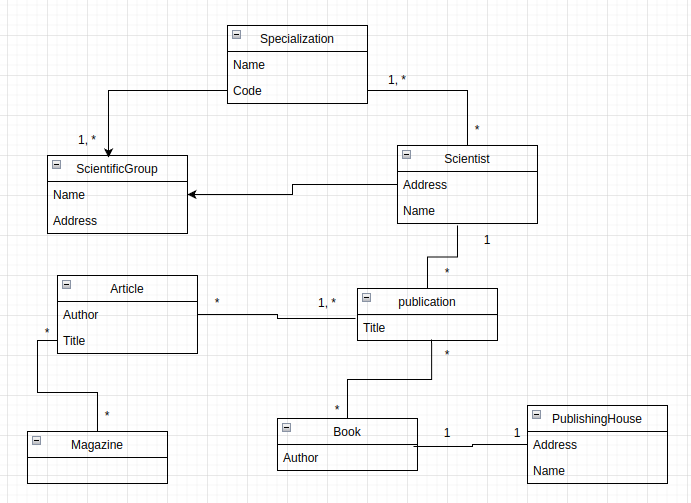 Specialization
Name
Code
1, *
1, *
*
ScientificGroup
Name
Address
Scientist
Address
Name
1
*
Article
Author
Title
*
1, *
publication
Title
*
*
*
*
Magazine
Book
Author
1
1
PublishingHouse
Address
Name